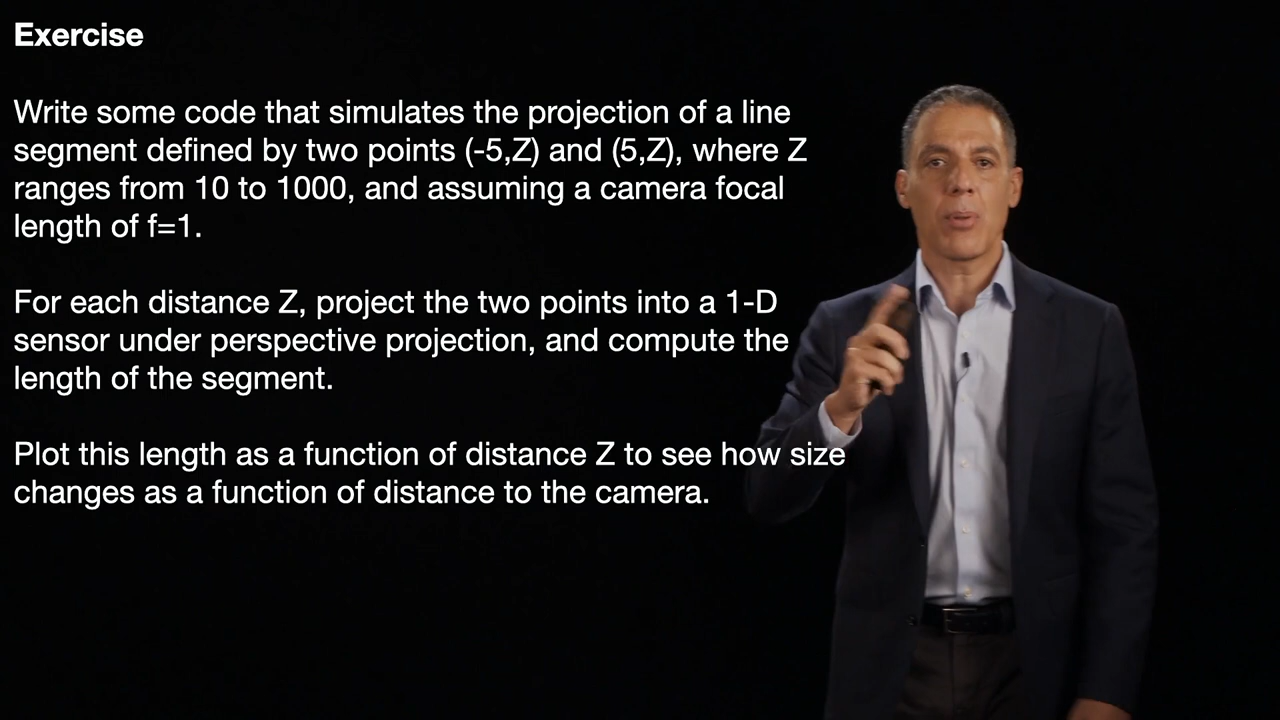 Exercise
Write some code that simulates the projection of a line
segment defined by two points (-5,Z) and (5,Z), where Z
ranges from 10 to 1000, and assuming a camera focal
length of f=1.
For each distance Z, project the two points into a 1-D
sensor under perspective projection, and compute the
length of the segment.
Plot this length as a function of distance Z to see how size
changes as a function of distance to the camera.